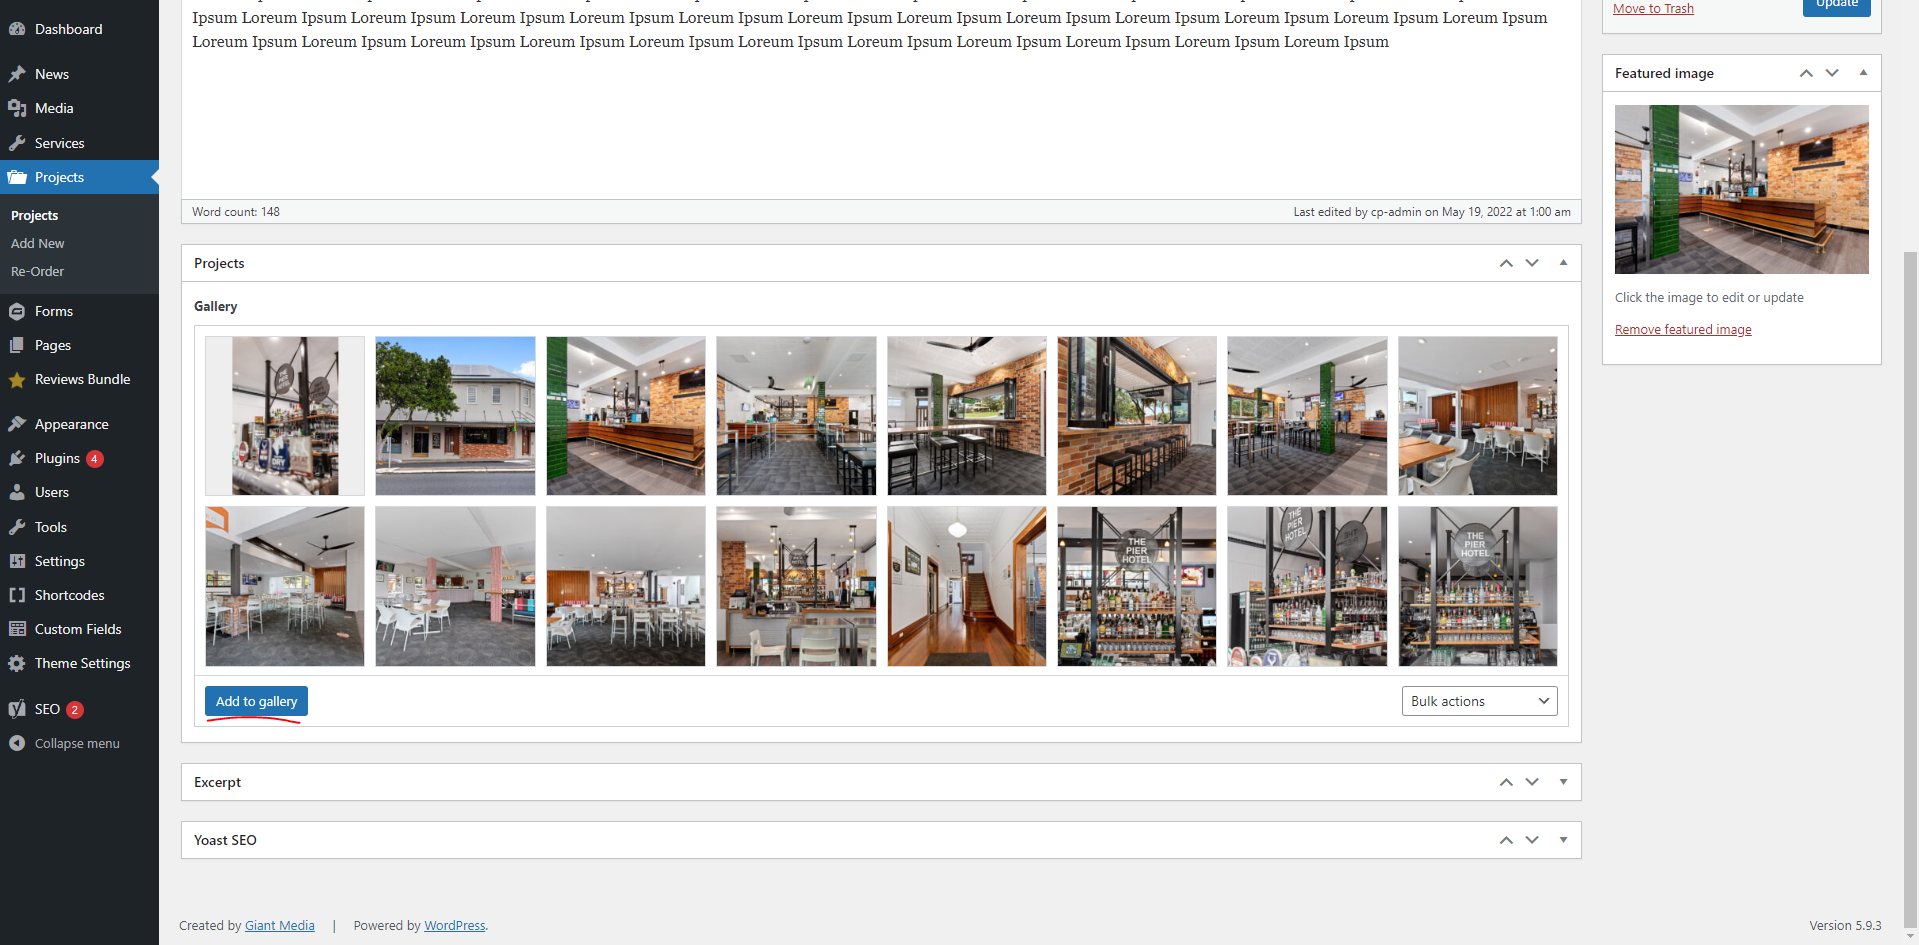 Dashboard
News
Media
Services
Projects
Projects
Add New
Re-Order
Forms
Pages
Reviews Bundle
Appearance
Plugins 4
Users
Tools
Settings
Shortcodes
Custom Fields
Theme Settings
SEO 2
Collapse menu
Ipsum Loreum Ipsum Loreum Ipsum Loreum Ipsum Loreum Ipsum Loreum Ipsum Loreum Ipsum Loreum Ipsum Loreum Ipsum Loreum Ipsum Loreum Ipsum Loreum Ipsum Loreum Ipsum
Loreum Ipsum Loreum Ipsum Loreum Ipsum Loreum Ipsum Loreum Ipsum Loreum Ipsum Loreum Ipsum Loreum Ipsum Loreum Ipsum Loreum Ipsum Loreum Ipsum
Word count: 148
Last edited by cp-admin on May 19, 2022 at 1:00 am
Projects
Gallery
THE PIER HOTEL
DRY
THE
PIER
HOTEL
THE
PIER
HOTEL
THE
PIER
HOTEL
Add to gallery
Bulk actions
Excerpt
Yoast SEO
Move to Trash
Update
Featured image
Click the image to edit or update
Remove featured image
Created by Giant Media | Powered by WordPress.
Version 5.9.3